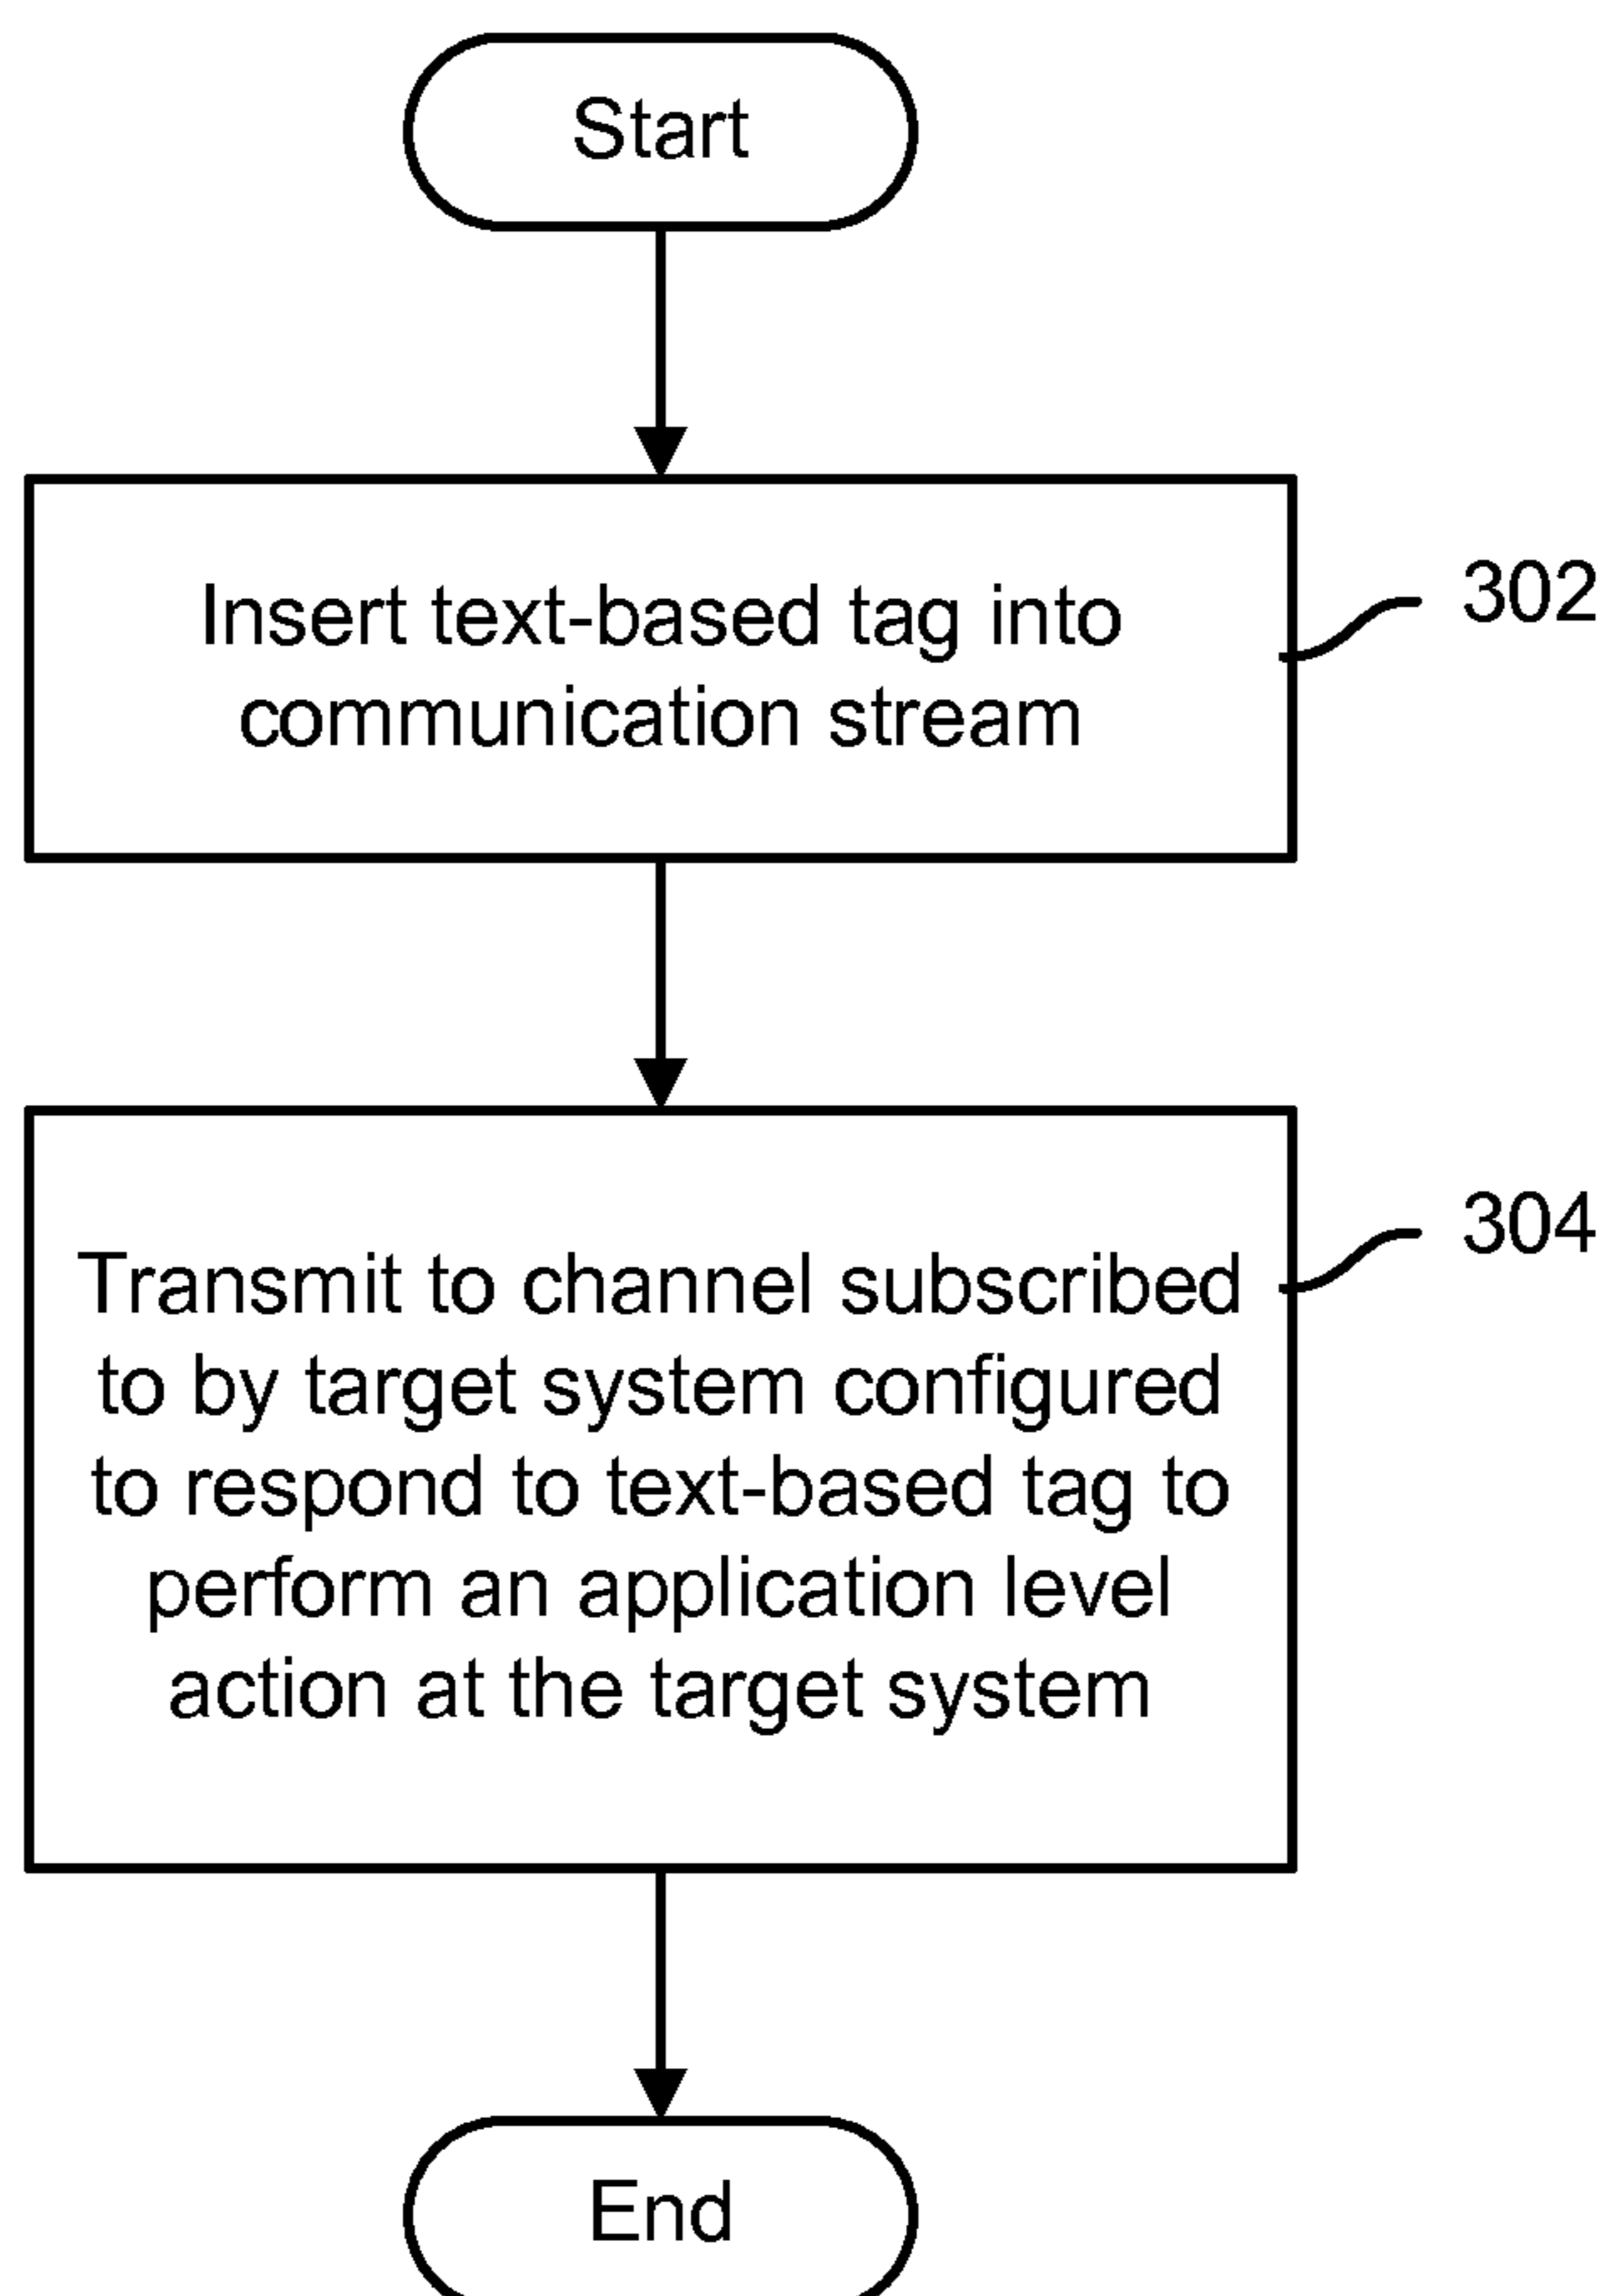 Start
Insert text-based tag into
communication stream
302
Transmit to channel subscribed
to by target system configured
to respond to text-based tag to
perform an application level
action at the target system
304
End